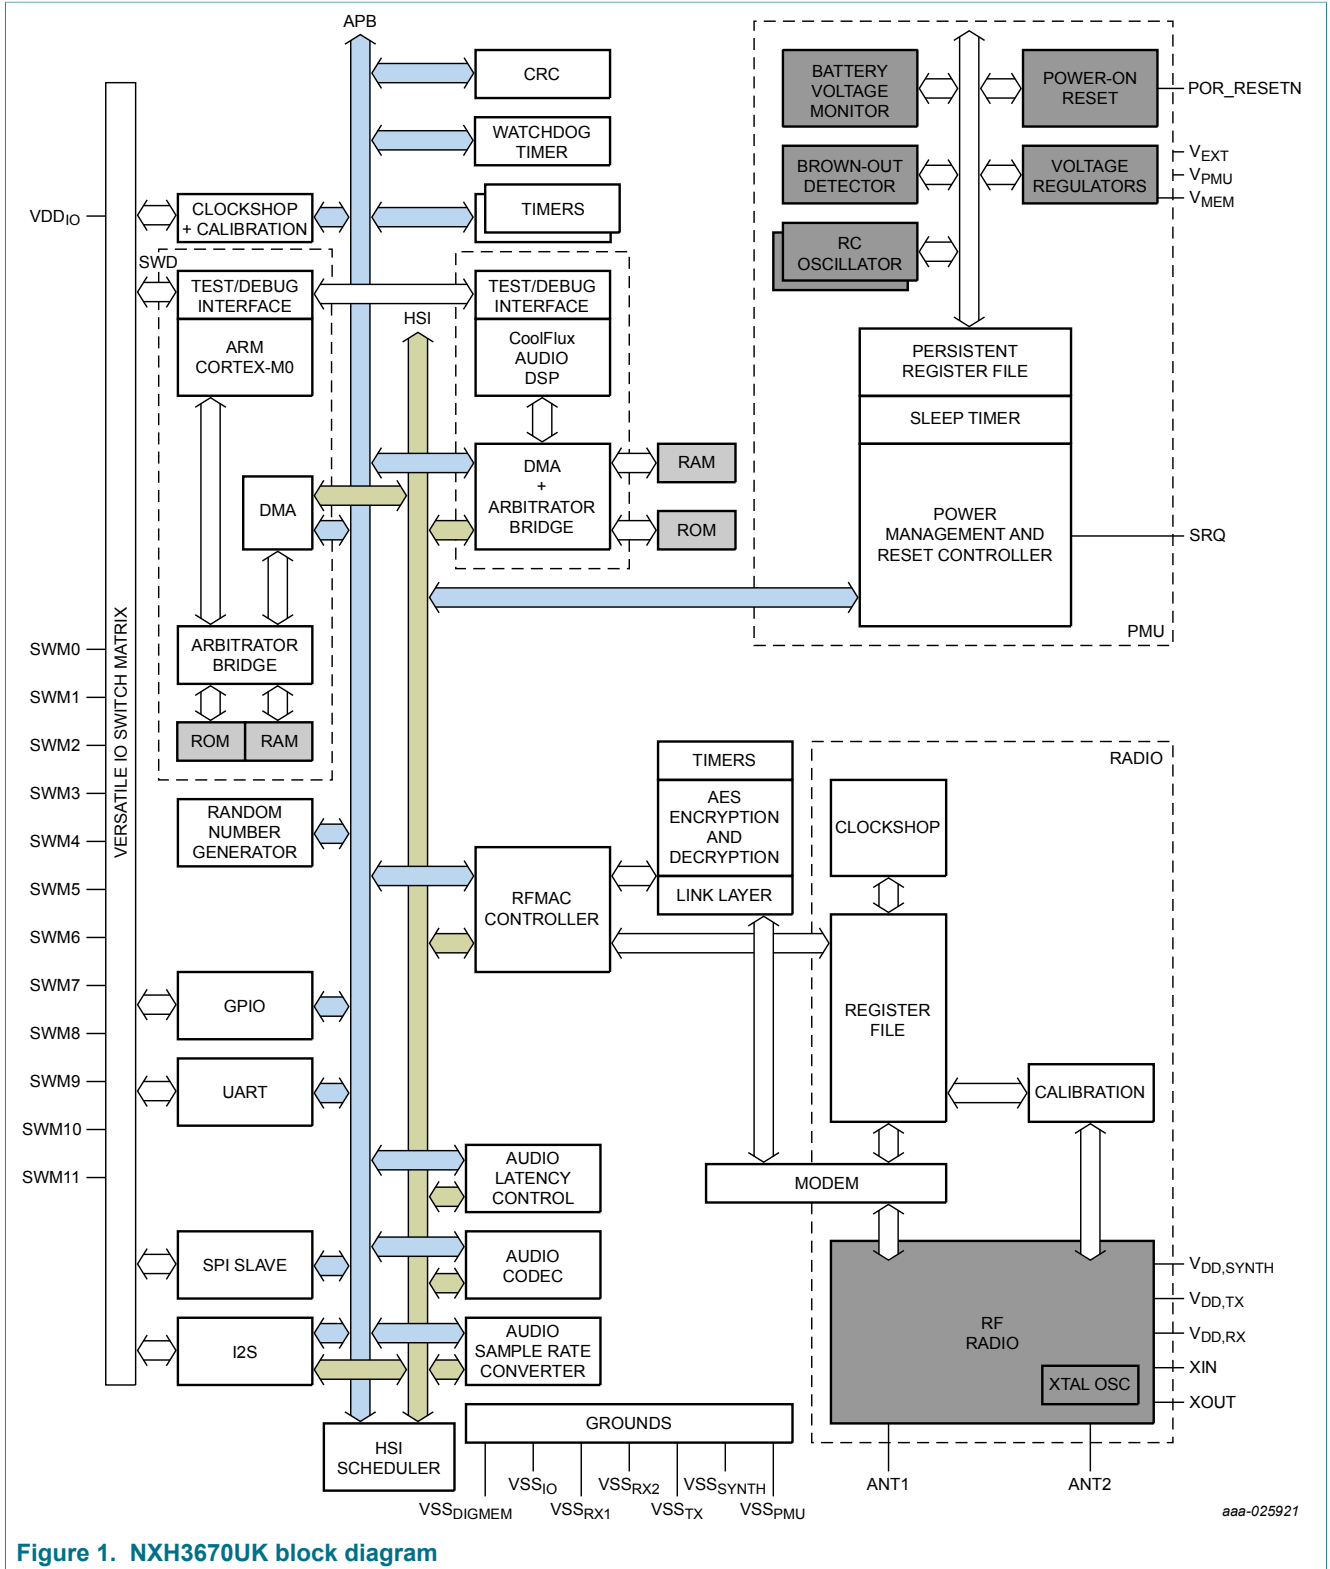 APB
CRC
WATCHDOG
TIMER
TIMERS
VDDIO
CLOCKSHOP
+ CALIBRATION
SWD
TEST/DEBUG
INTERFACE
ARM
CORTEX-M0
HSI
TEST/DEBUG
INTERFACE
CoolFlux
AUDIO
DSP
DMA
DMA
+
ARBITRATOR
BRIDGE
RAM
ROM
ARBITRATOR
BRIDGE
ROM
RAM
BATTERY
VOLTAGE
MONITOR
POWER-ON
RESET
POR_RESETN
BROWN-OUT
DETECTOR
VOLTAGE
REGULATORS
VEXT
VPMU
VMEM
RC
OSCILLATOR
PERSISTENT
REGISTER FILE
SLEEP TIMER
POWER
MANAGEMENT AND
RESET CONTROLLER
SRQ
PMU
VERSATILE IO SWITCH MATRIX
SWM0
SWM1
SWM2
SWM3
SWM4
SWM5
SWM6
SWM7
SWM8
SWM9
SWM10
SWM11
RANDOM
NUMBER
GENERATOR
GPIO
UART
SPI SLAVE
I2S
TIMERS
AES
ENCRYPTION
AND
DECRYPTION
LINK LAYER
RFMAC
CONTROLLER
RADIO
CLOCKSHOP
REGISTER
FILE
CALIBRATION
MODEM
AUDIO
LATENCY
CONTROL
AUDIO
CODEC
AUDIO
SAMPLE RATE
CONVERTER
RF
RADIO
XTAL OSC
VDD,SYNTH
VDD,TX
VDD,RX
XIN
XOUT
HSI
SCHEDULER
GROUNDS
VSSDIGMEM
VSSIO
VSSRX1
VSSRX2
VSSTX
VSSSYNTH
VSSPMU
ANT1
ANT2
aaa-025921
Figure 1. NXH3670UK block diagram